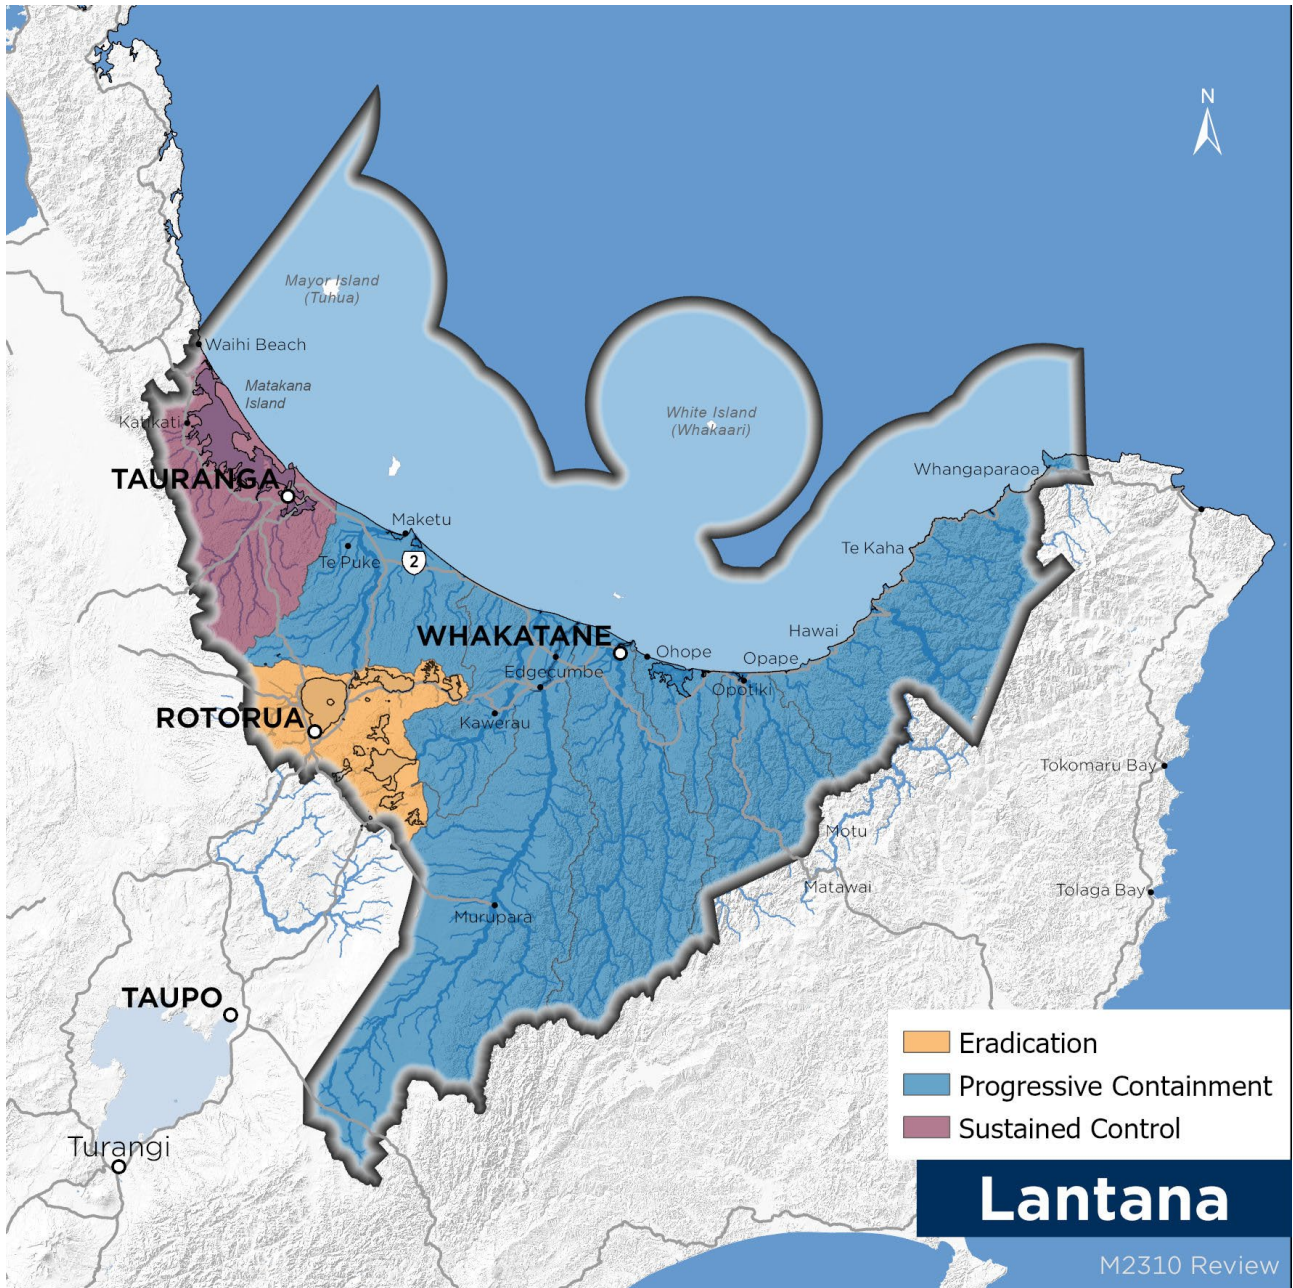 N
Mayor Island
(Tuhua)
Waihi Beach
Matakana
Island
White Island
(Whakaari)
Katikati
Whangaparaoa
TAURANGA
Maketu
Te Kaha
Te Puke
2
Hawai
WHAKATANE
Ohope
Opape
Edgecumbe
Opotiki
ROTORUA
Kawerau
Tokomaru Bay
Motu
Matawai
Tolaga Bay
Murupara
TAUPO
Turangi
Eradication
Progressive Containment
Sustained Control
Lantana
M2310 Review